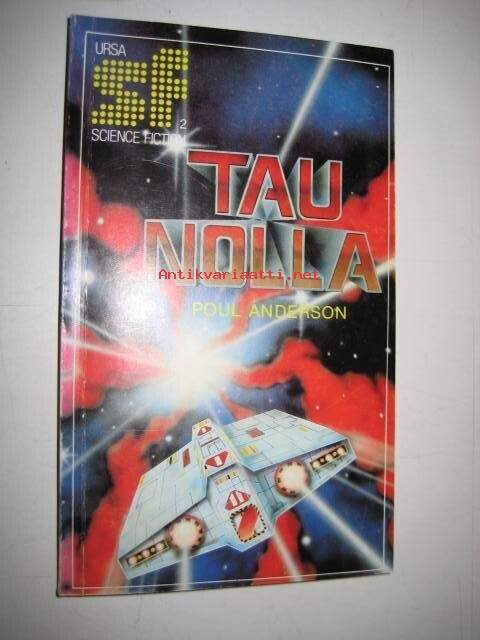 URSA
sf
2
SCIENCE FICTION
TAU
NOLLA
Antikvariaatti.net
POUL ANDERSON